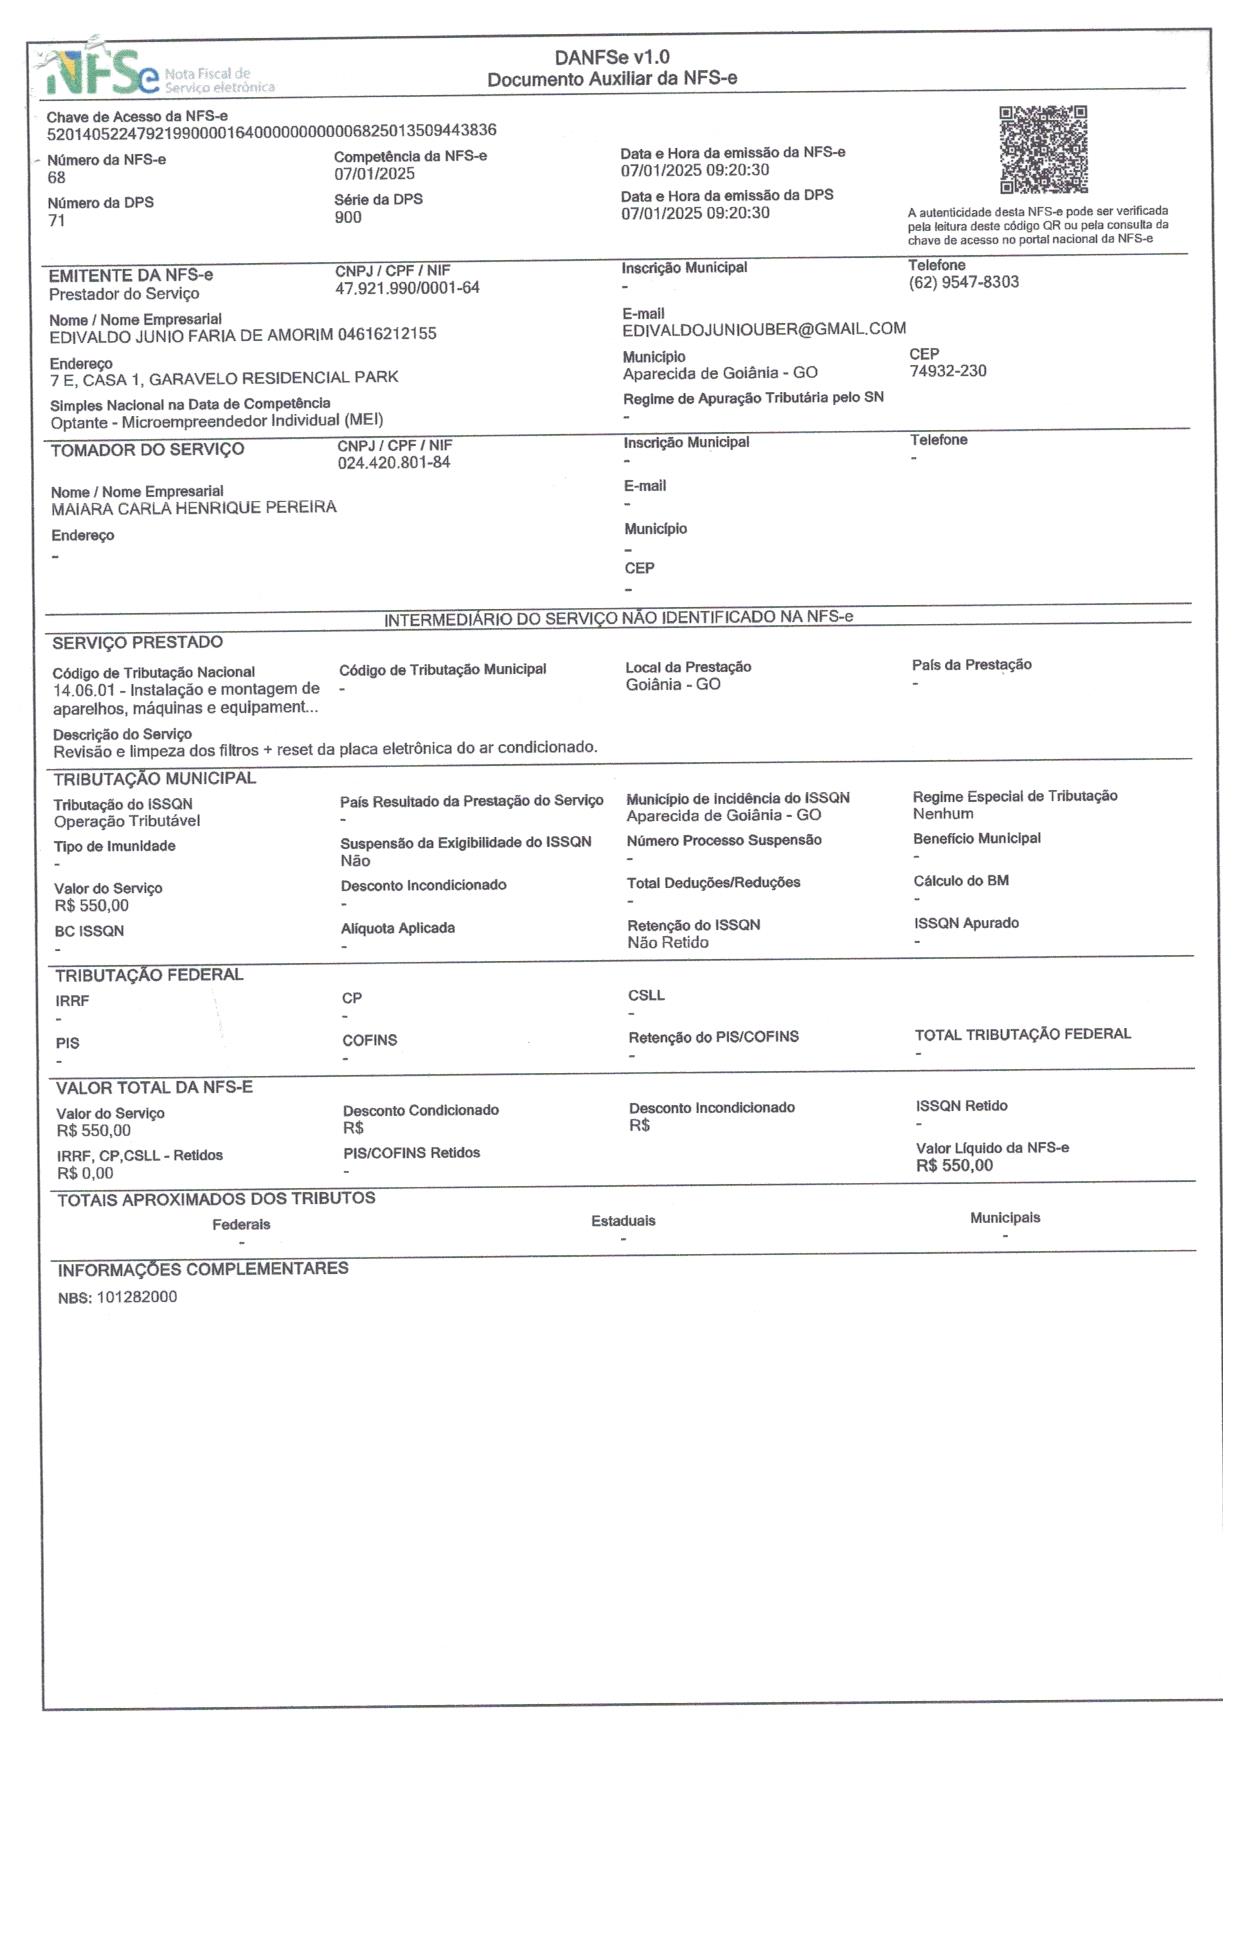 NFSe Nota Fiscal de
Serviço eletrônica
DANFSe v1.0
Documento Auxiliar da NFS-e
Chave de Acesso da NFS-e
52014052247921990000164000000000006825013509443836
Número da NFS-e
68
Competência da NFS-e
07/01/2025
Data e Hora da emissão da NFS-e
07/01/2025 09:20:30
Número da DPS
71
Série da DPS
900
Data e Hora da emissão da DPS
07/01/2025 09:20:30
A autenticidade desta NFS-e pode ser verificada
pela leitura deste código QR ou pela consulta da
chave de acesso no portal nacional da NFS-e
EMITENTE DA NFS-e
Prestador do Serviço
CNPJ / CPF / NIF
47.921.990/0001-64
Inscrição Municipal
-
Telefone
(62) 9547-8303
Nome / Nome Empresarial
EDIVALDO JUNIO FARIA DE AMORIM 04616212155
E-mail
EDIVALDOJUNIOUBER@GMAIL.COM
Endereço
7 E, CASA 1, GARAVELO RESIDENCIAL PARK
Município
Aparecida de Goiânia - GO
CEP
74932-230
Simples Nacional na Data de Competência
Optante - Microempreendedor Individual (MEI)
Regime de Apuração Tributária pelo SN
-
TOMADOR DO SERVIÇO
CNPJ / CPF / NIF
024.420.801-84
Inscrição Municipal
-
Telefone
-
Nome / Nome Empresarial
MAIARA CARLA HENRIQUE PEREIRA
E-mail
-
Endereço
-
Município
-
CEP
-
INTERMEDIÁRIO DO SERVIÇO NÃO IDENTIFICADO NA NFS-e
SERVIÇO PRESTADO
Código de Tributação Nacional
14.06.01 - Instalação e montagem de
aparelhos, máquinas e equipament...
Código de Tributação Municipal
-
Local da Prestação
Goiânia - GO
País da Prestação
-
Descrição do Serviço
Revisão e limpeza dos filtros + reset da placa eletrônica do ar condicionado.
TRIBUTAÇÃO MUNICIPAL
Tributação do ISSQN
Operação Tributável
País Resultado da Prestação do Serviço
-
Município de Incidência do ISSQN
Aparecida de Goiânia - GO
Regime Especial de Tributação
Nenhum
Tipo de Imunidade
-
Suspensão da Exigibilidade do ISSQN
Não
Número Processo Suspensão
-
Benefício Municipal
-
Valor do Serviço
R$ 550,00
Desconto Incondicionado
-
Total Deduções/Reduções
-
Cálculo do BM
-
BC ISSQN
-
Alíquota Aplicada
-
Retenção do ISSQN
Não Retido
ISSQN Apurado
-
TRIBUTAÇÃO FEDERAL
IRRF
-
CP
-
CSLL
-
PIS
-
COFINS
-
Retenção do PIS/COFINS
-
TOTAL TRIBUTAÇÃO FEDERAL
-
VALOR TOTAL DA NFS-E
Valor do Serviço
R$ 550,00
Desconto Condicionado
R$
Desconto Incondicionado
R$
ISSQN Retido
-
IRRF, CP,CSLL - Retidos
R$ 0,00
PIS/COFINS Retidos
-
Valor Líquido da NFS-e
R$ 550,00
TOTAIS APROXIMADOS DOS TRIBUTOS
Federais
-
Estaduais
-
Municipais
-
INFORMAÇÕES COMPLEMENTARES
NBS: 101282000